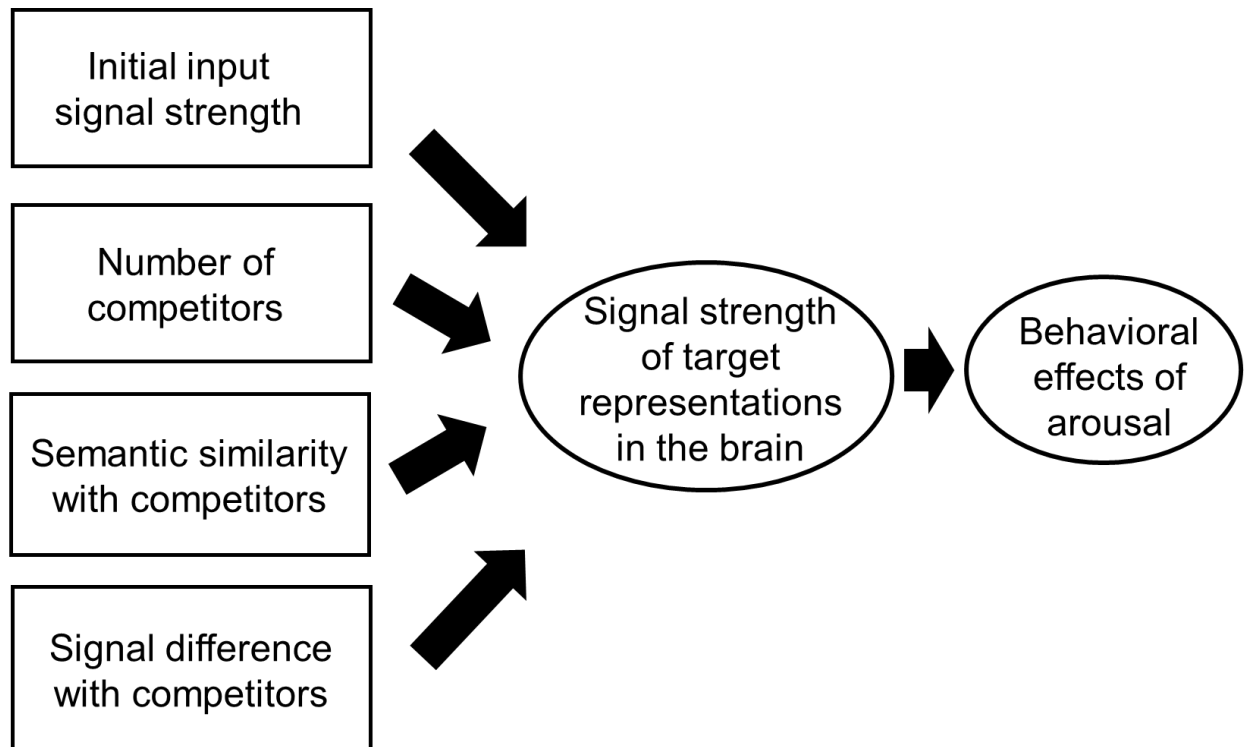 Initial input
signal strength
Number of
competitors
Semantic similarity
with competitors
Signal difference
with competitors
Signal strength
of target
representations
in the brain
Behavioral
effects of
arousal